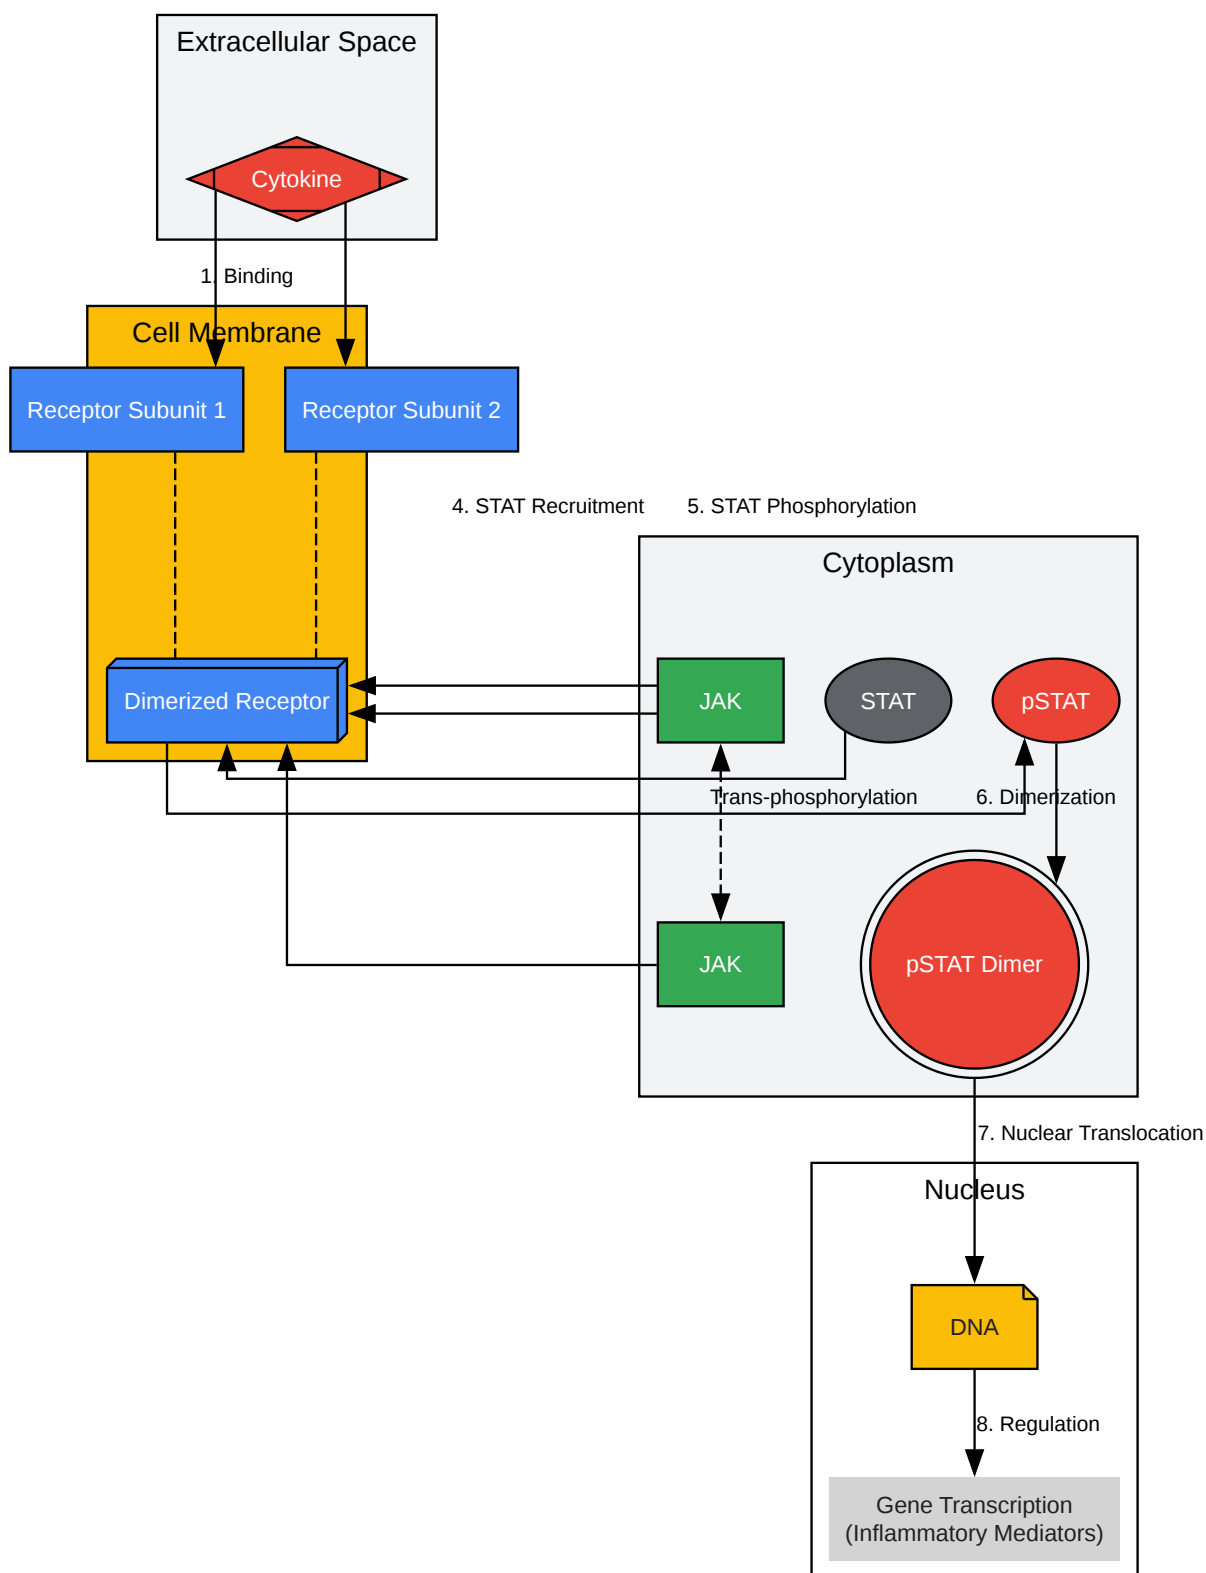 Extracellular Space
Cytokine
1. Binding
Cell Membrane
Receptor Subunit 1
Receptor Subunit 2
4. STAT Recruitment
5. STAT Phosphorylation
Cytoplasm
Dimerized Receptor
JAK
STAT
pSTAT
Trans-phosphorylation
6. Dimerization
JAK
pSTAT Dimer
7. Nuclear Translocation
Nucleus
DNA
8. Regulation
Gene Transcription
(Inflammatory Mediators)